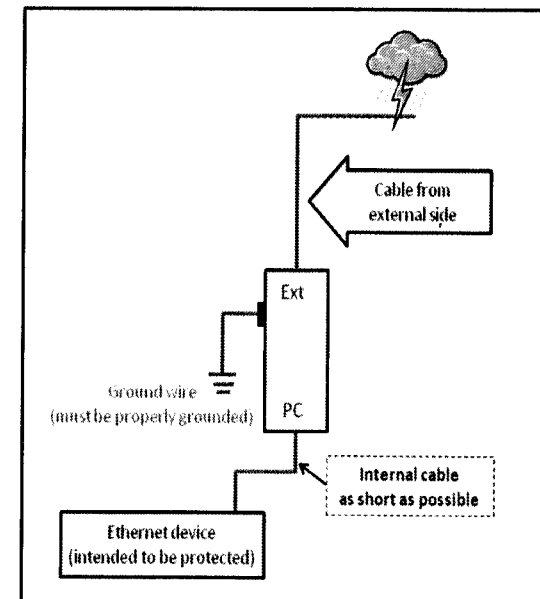 Cable from
external side
Ext
Ground wire
(must be properly grounded)
PC
Internal cable
as short as possible
Ethernet device
(intended to be protected)